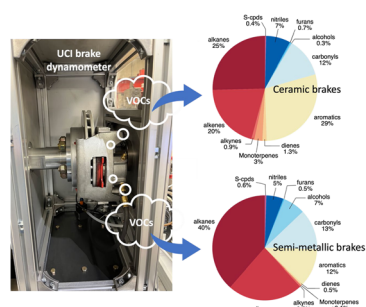 UCI brake
dynamometer
VOCs
VOCs
S-cpds
0.4%
nitriles
7%
furans
0.7%
alcohols
0.3%
carbonyls
12%
alkanes
25%
Ceramic brakes
aromatics
29%
alkenes
20%
alkynes
0.9%
dienes
1.3%
Monoterpenes
3%
S-cpds
0.6%
nitriles
5%
furans
0.5%
alcohols
7%
carbonyls
13%
alkanes
40%
Semi-metallic brakes
aromatics
12%
dienes
0.5%
alkynes
Monoterpenes